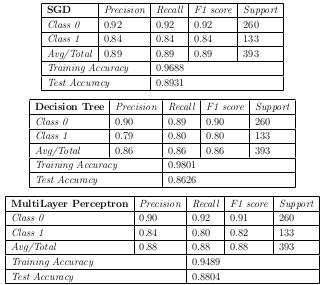 SGD Precision Recall F1 score Support
Class 0 0.92 0.92 0.92 260
Class 1 0.84 0.84 0.84 133
Avg/Total 0.89 0.89 0.89 393
Training Accuracy 0.9688
Test Accuracy 0.8931
Decision Tree Precision Recall F1 score Support
Class 0 0.90 0.89 0.90 260
Class 1 0.79 0.80 0.80 133
Avg/Total 0.86 0.86 0.86 393
Training Accuracy 0.9801
Test Accuracy 0.8626
MultiLayer Perceptron Precision Recall F1 score Support
Class 0 0.90 0.92 0.91 260
Class 1 0.84 0.80 0.82 133
Avg/Total 0.88 0.88 0.88 393
Training Accuracy 0.9489
Test Accuracy 0.8804